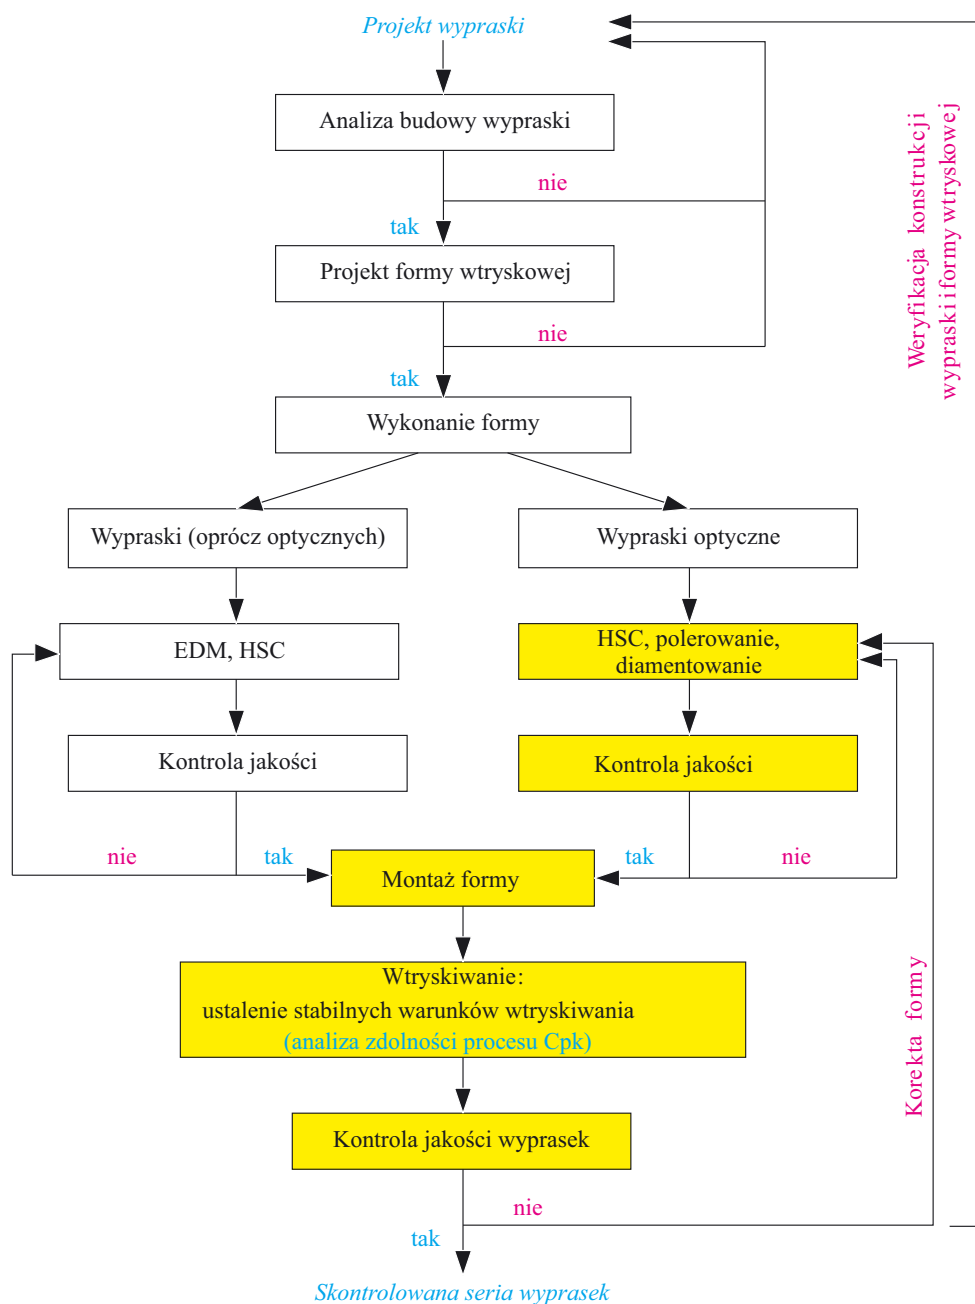 Projekt wypraski
Analiza budowy wypraski
nie
tak
Projekt formy wtryskowej
nie
tak
Wykonanie formy
Wypraski (oprócz optycznych)
Wypraski optyczne
EDM, HSC
HSC, polerowanie,
diamentowanie
Kontrola jakości
Kontrola jakości
nie
tak
tak
nie
Montaż formy
Wtryskiwanie:
ustalenie stabilnych warunków wtryskiwania
(analiza zdolności procesu Cpk)
Kontrola jakości wyprasek
nie
tak
Skontrolowana seria wyprasek
Korekta formy
Weryfikacja konstrukcji
wypraski i formy wtryskowej